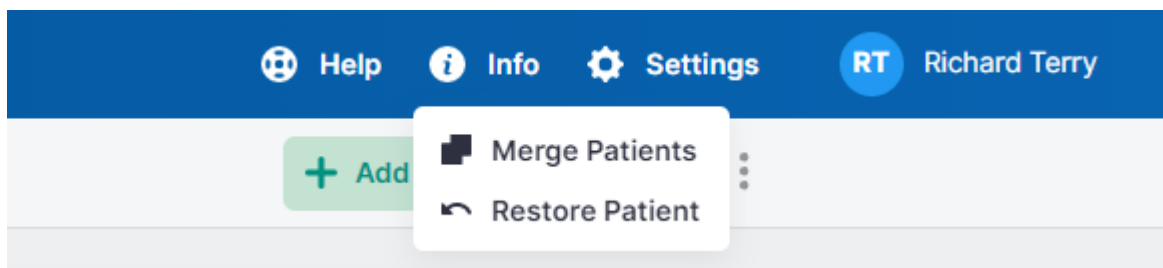 Help Info Settings RT Richard Terry
Merge Patients
+ Add
Restore Patient